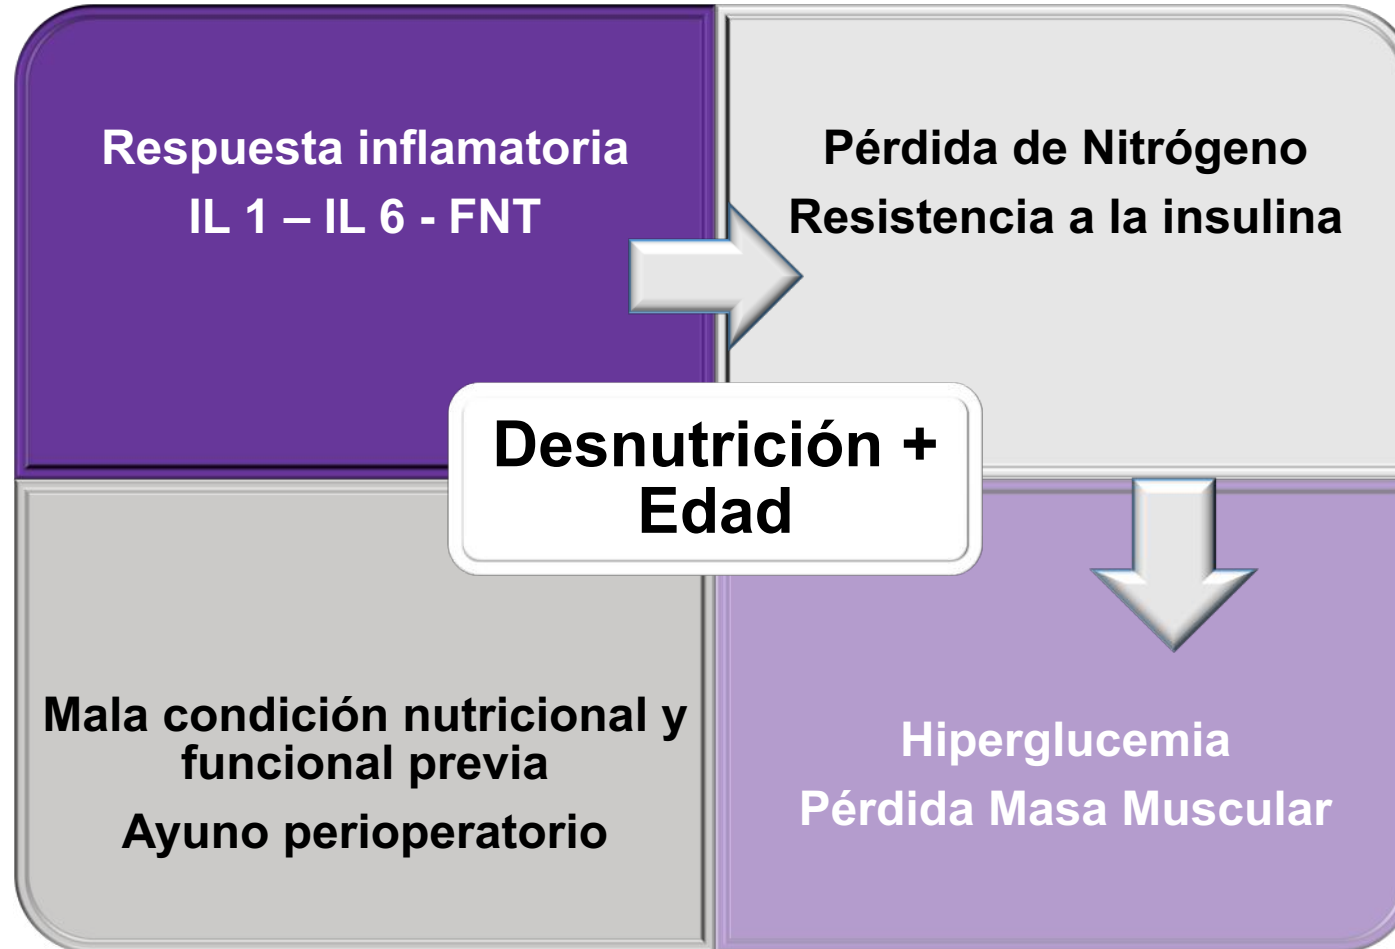 Respuesta inflamatoria
IL 1 – IL 6 - FNT
Pérdida de Nitrógeno
Resistencia a la insulina
Desnutrición +
Edad
Mala condición nutricional y
funcional previa
Ayuno perioperatorio
Hiperglucemia
Pérdida Masa Muscular